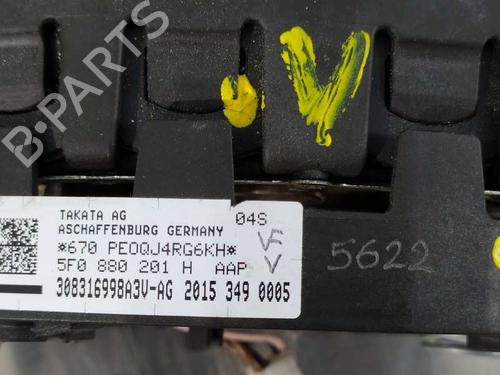 B-PARTS
V
TAKATA AG 04S
ASCHAFFENBURG GERMANY
*670 PEOQJ4RG6KH* VF
5F0 880 201 H AAP V
308316998A3V-AG 2015 349 0005
5622